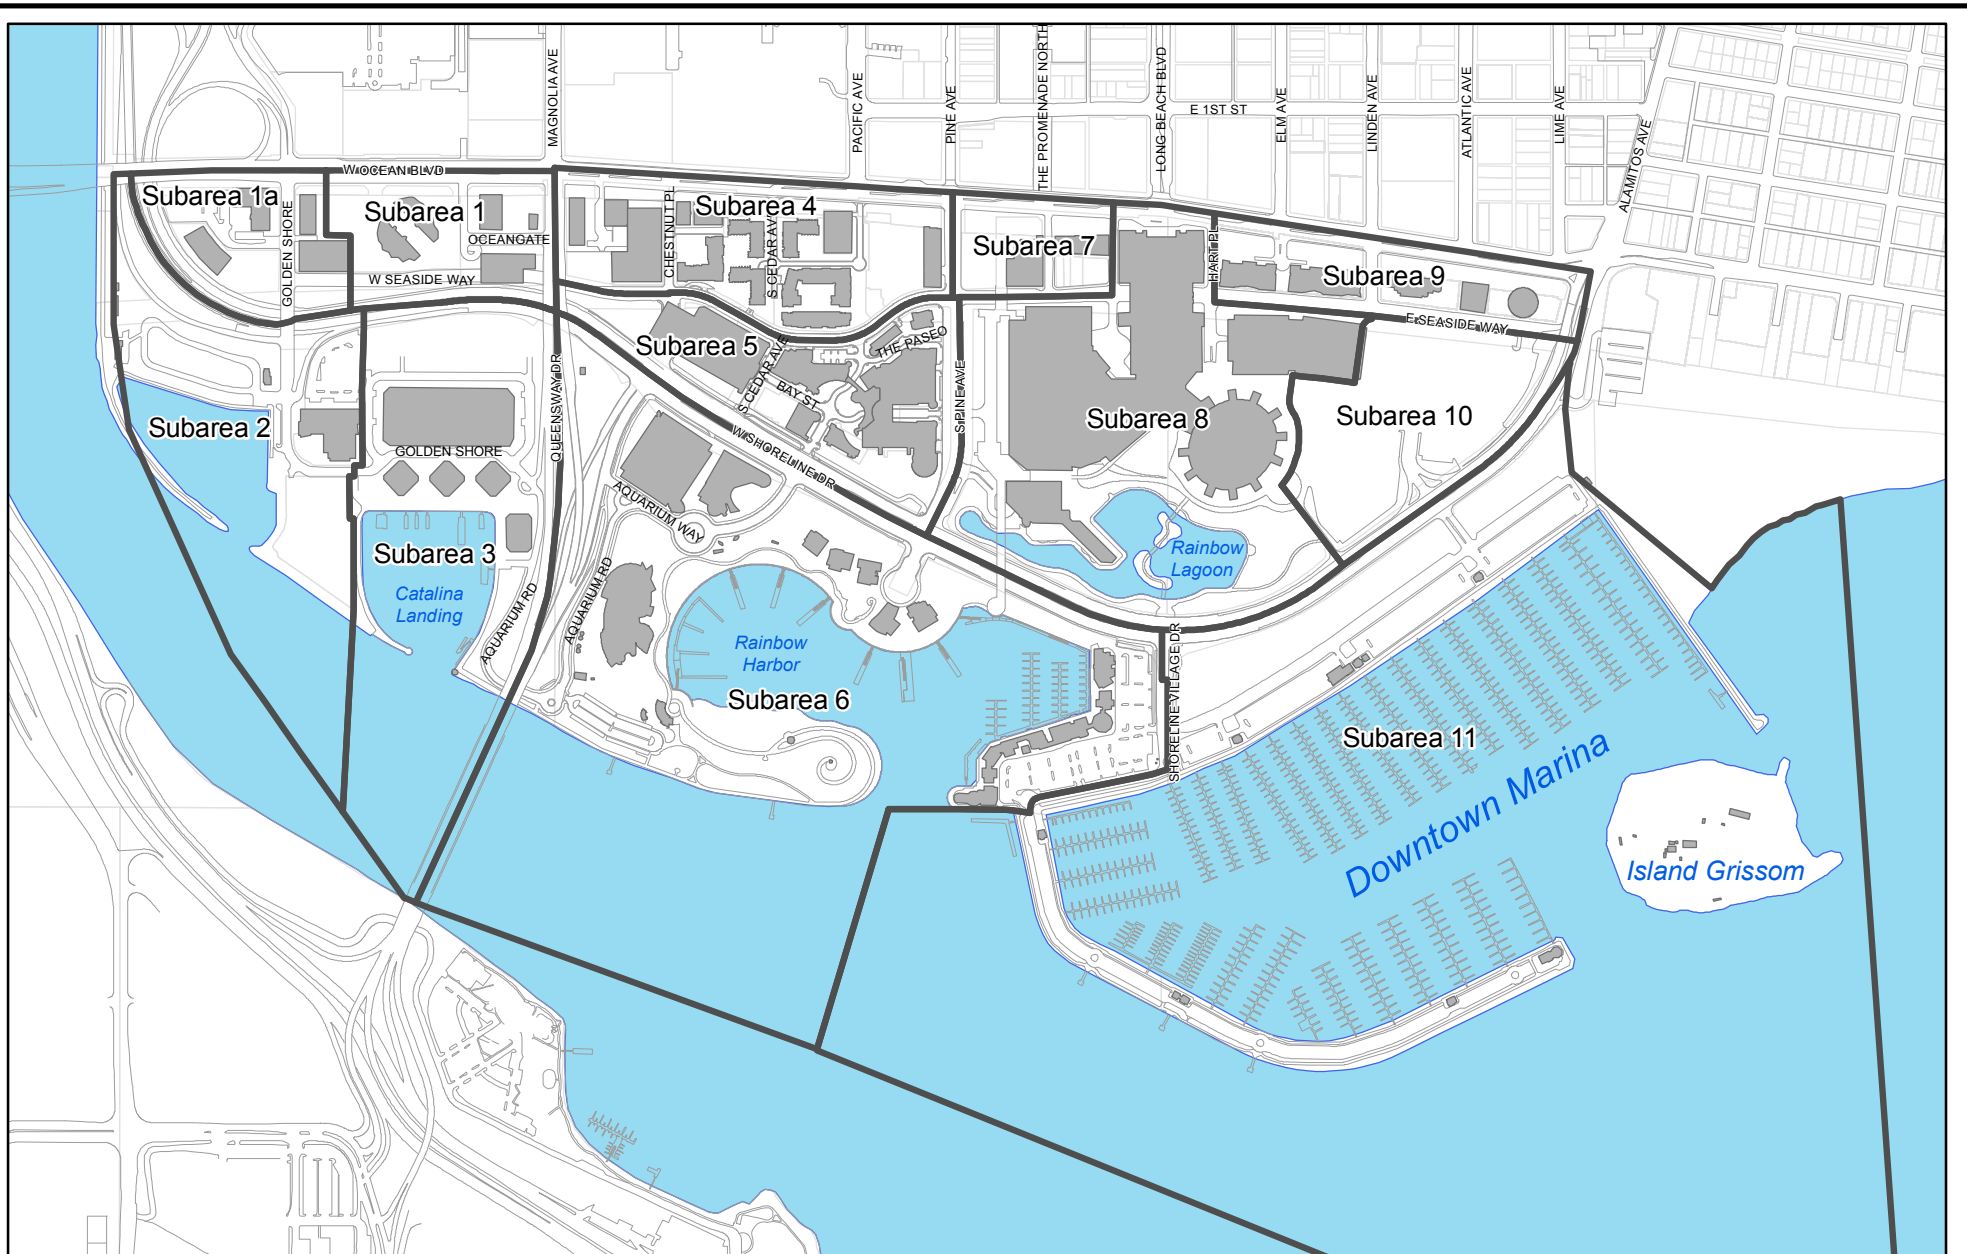 MAGNOLIA AVE
PACIFIC AVE
PINE AVE
THE PROMENADE NORTH
LONG BEACH BLVD
E 1ST ST
ELM AVE
LINDEN AVE
ATLANTIC AVE
LIME AVE
ALAMITOS AVE
W OCEAN BLVD
Subarea 1a
GOLDEN SHORE
Subarea 1
OCEANGATE
W SEASIDE WAY
CHESTNUT PL
Subarea 4
S CEDAR AVE
Subarea 7
HART PL
Subarea 9
E SEASIDE WAY
Subarea 5
THE PASEO
S CEDAR AVE
BAY ST
S PINE AVE
QUEENSWAY DR
Subarea 2
GOLDEN SHORE
W SHORELINE DR
Subarea 8
Subarea 10
AQUARIUM WAY
Subarea 3
Catalina
Landing
AQUARIUM RD
AQUARIUM RD
Rainbow
Lagoon
Rainbow
Harbor
Subarea 6
SHORELINE VILLAGE DR
Subarea 11
Downtown Marina
Island Grissom